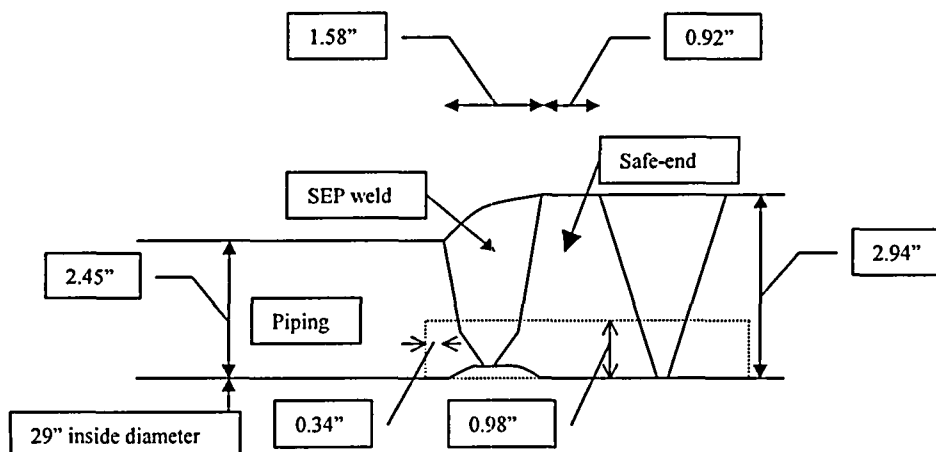 1.58”
0.92”
Safe-end
SEP weld
2.45”
2.94”
Piping
0.34”
0.98”
29” inside diameter